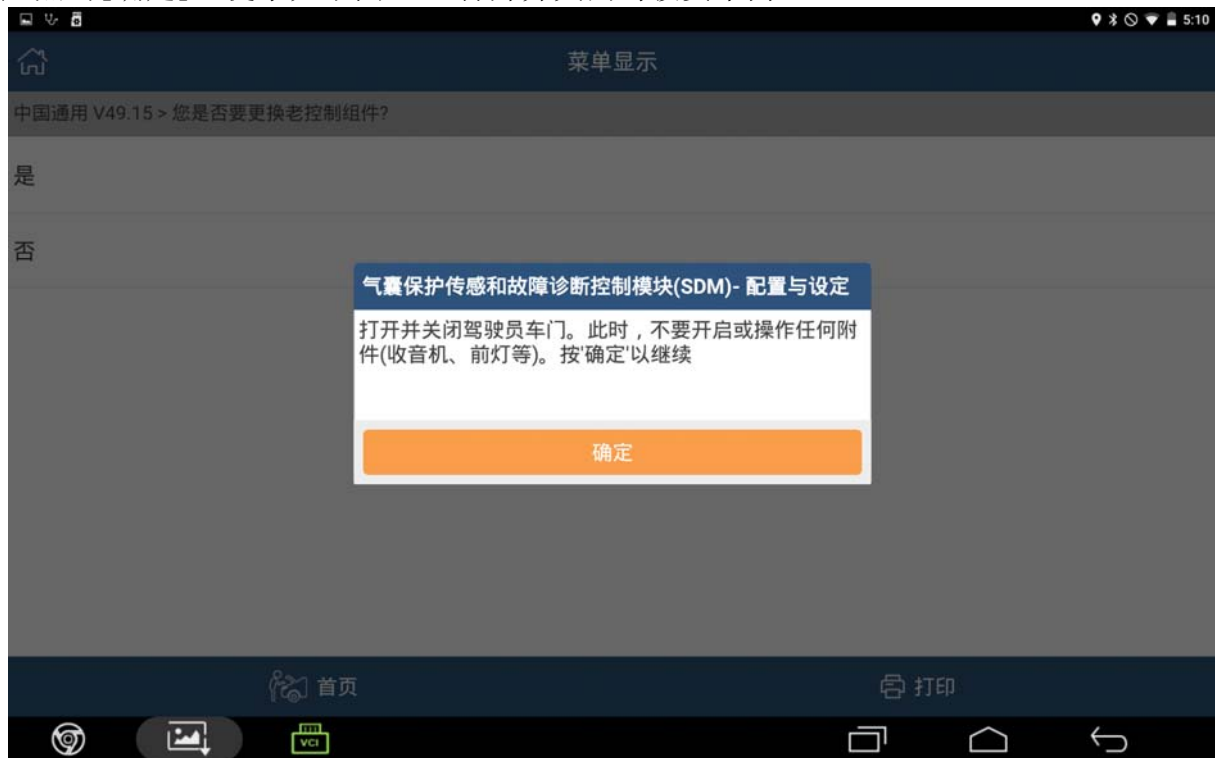 5:10
菜单显示
中国通用 V49.15 > 您是否要更换老控制组件?
是
否
气囊保护传感和故障诊断控制模块(SDM)- 配置与设定
打开并关闭驾驶员车门。此时，不要开启或操作任何附
件(收音机、前灯等)。按'确定'以继续
确定
首页
打印
VCI